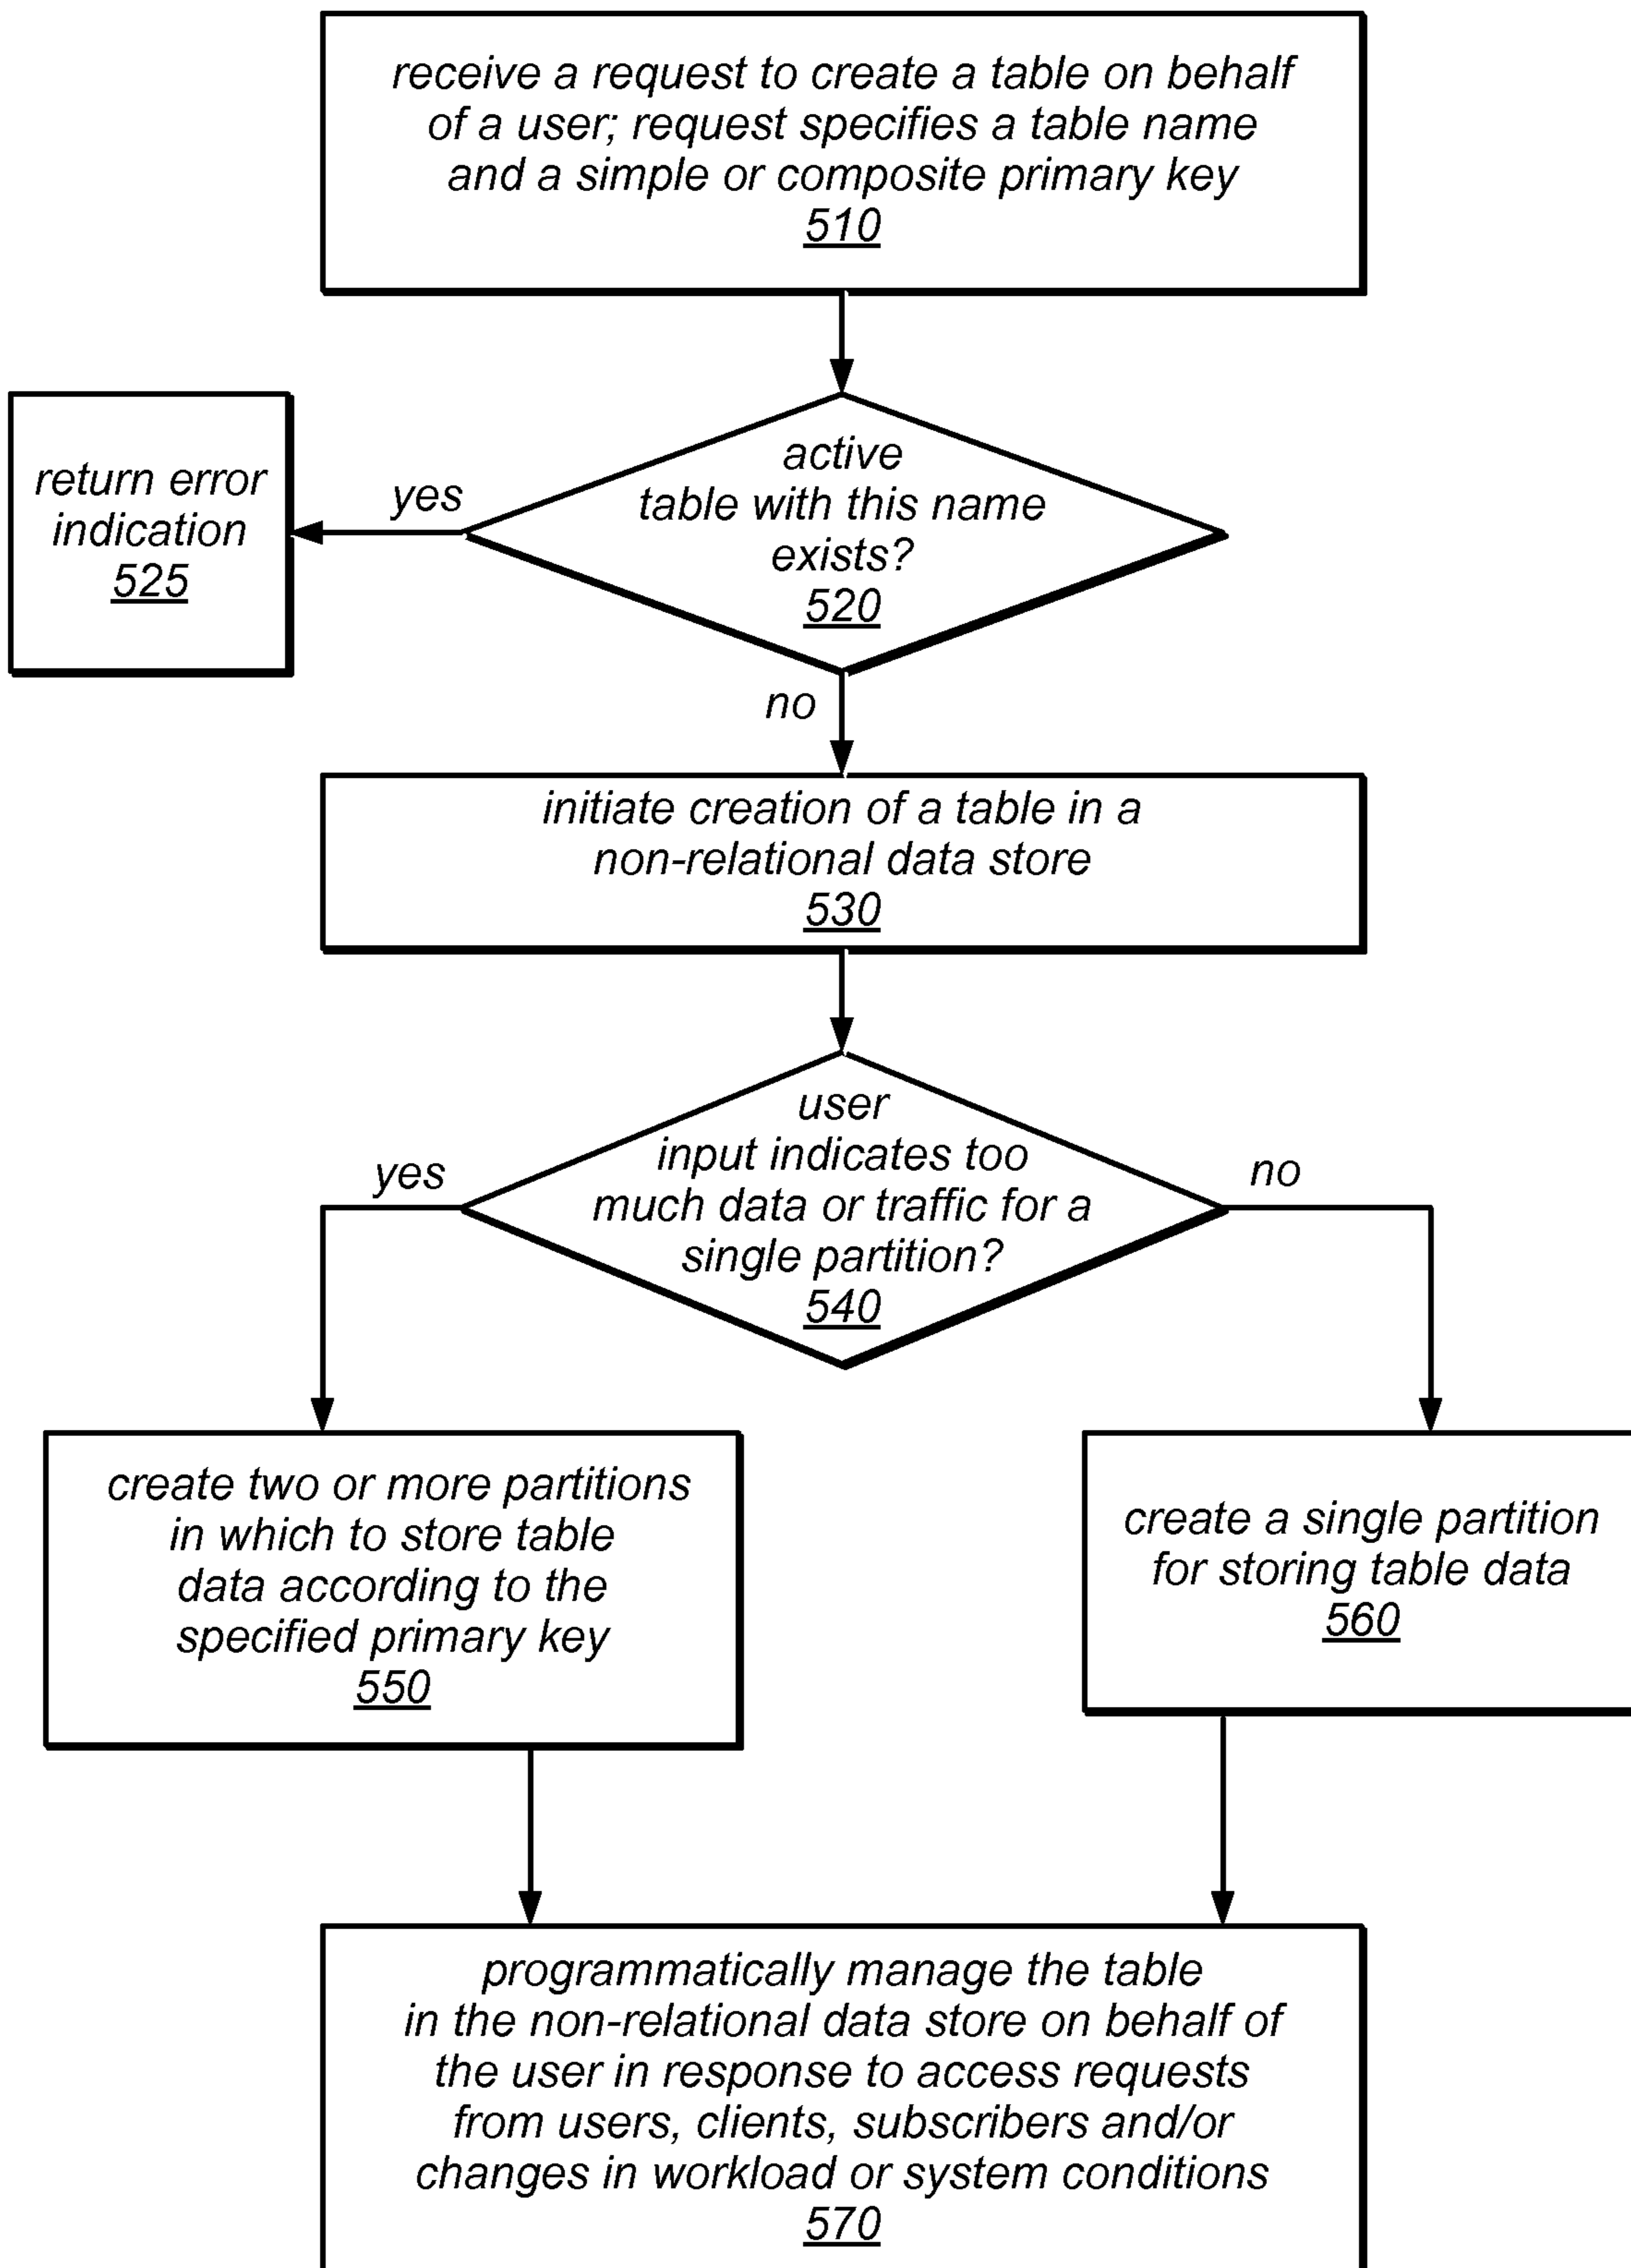 receive a request to create a table on behalf
of a user; request specifies a table name
and a simple or composite primary key
510
active
table with this name
exists?
520
yes
return error
indication
525
no
initiate creation of a table in a
non-relational data store
530
user
input indicates too
much data or traffic for a
single partition?
540
yes
no
create two or more partitions
in which to store table
data according to the
specified primary key
550
create a single partition
for storing table data
560
programmatically manage the table
in the non-relational data store on behalf of
the user in response to access requests
from users, clients, subscribers and/or
changes in workload or system conditions
570